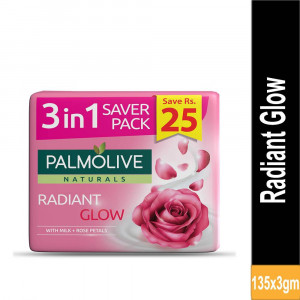 3 in 1 SAVER
PACK
Save Rs.
25
PALMOLIVE
NATURALS
RADIANT
GLOW
WITH MILK + ROSE PETALS
Radiant Glow
135x3gm